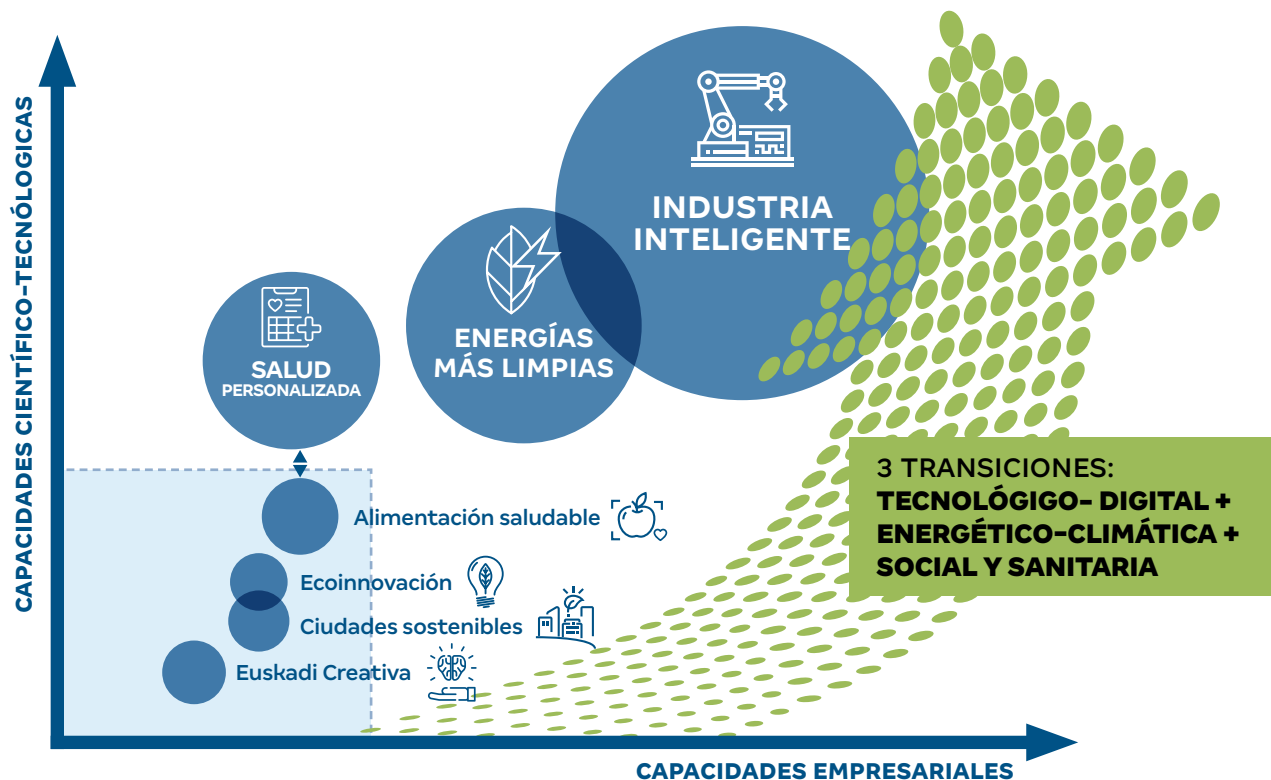 CAPACIDADES CIENTÍFICO-TECNÓLOGICAS
INDUSTRIA
INTELIGENTE
ENERGÍAS
MÁS LIMPIAS
SALUD
PERSONALIZADA
3 TRANSICIONES:
TECNOLÓGIGO- DIGITAL +
ENERGÉTICO-CLIMÁTICA +
SOCIAL Y SANITARIA
Alimentación saludable
Ecoinnovación
Ciudades sostenibles
Euskadi Creativa
CAPACIDADES EMPRESARIALES